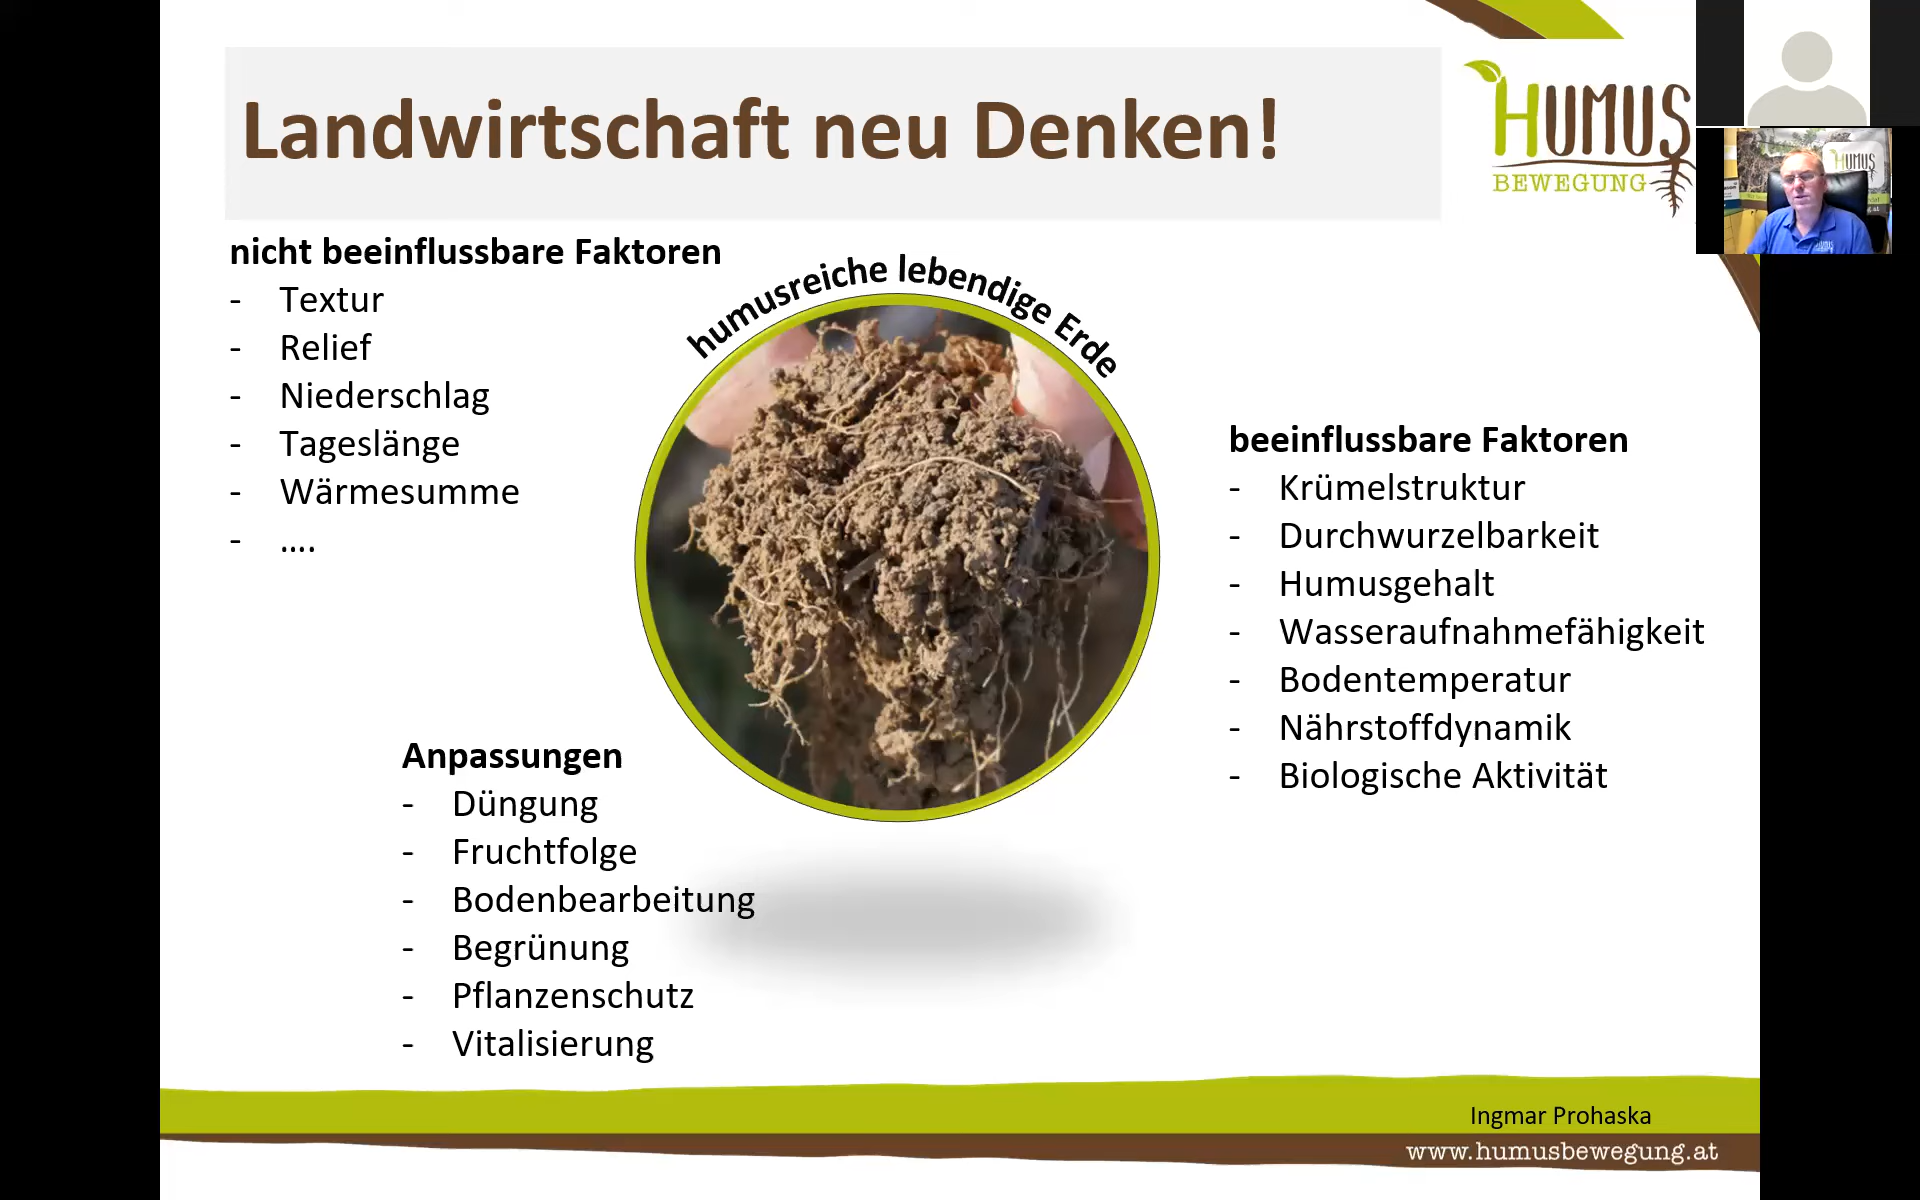 Landwirtschaft neu Denken!
HUMUS
BEWEGUNG
HUMUS
nicht beeinflussbare Faktoren
- Textur
- Relief
- Niederschlag
- Tageslänge
- Wärmesumme
- ....
humusreiche lebendige Erde
beeinflussbare Faktoren
- Krümelstruktur
- Durchwurzelbarkeit
- Humusgehalt
- Wasseraufnahmefähigkeit
- Bodentemperatur
- Nährstoffdynamik
- Biologische Aktivität
Anpassungen
- Düngung
- Fruchtfolge
- Bodenbearbeitung
- Begrünung
- Pflanzenschutz
- Vitalisierung
Ingmar Prohaska
www.humusbewegung.at